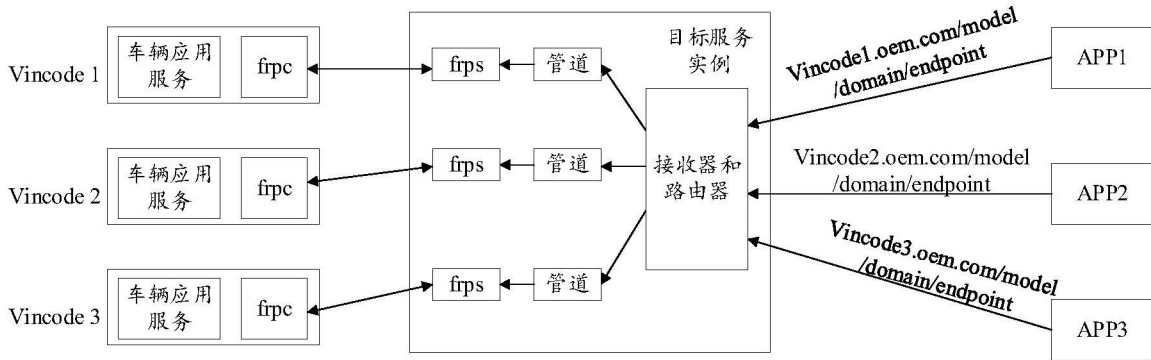 Vincode 1
车辆应用
服务
frpc
frps
管道
目标服务
实例
Vincode1.oem.com/model
/domain/endpoint
APP1
Vincode 2
车辆应用
服务
frpc
frps
管道
接收器和
路由器
Vincode2.oem.com/model
/domain/endpoint
APP2
Vincode 3
车辆应用
服务
frpc
frps
管道
Vincode3.oem.com/model
/domain/endpoint
APP3